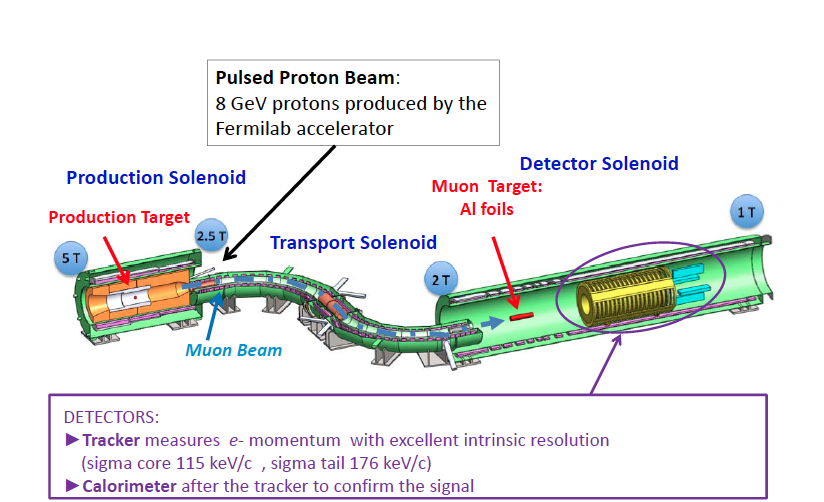 Pulsed Proton Beam:
8 GeV protons produced by the
Fermilab accelerator
Production Solenoid
Detector Solenoid
Muon Target:
Al foils
Production Target
5 T
2.5 T
Transport Solenoid
2 T
1 T
Muon Beam
DETECTORS:
►Tracker measures e- momentum with excellent intrinsic resolution
(sigma core 115 keV/c , sigma tail 176 keV/c)
►Calorimeter after the tracker to confirm the signal